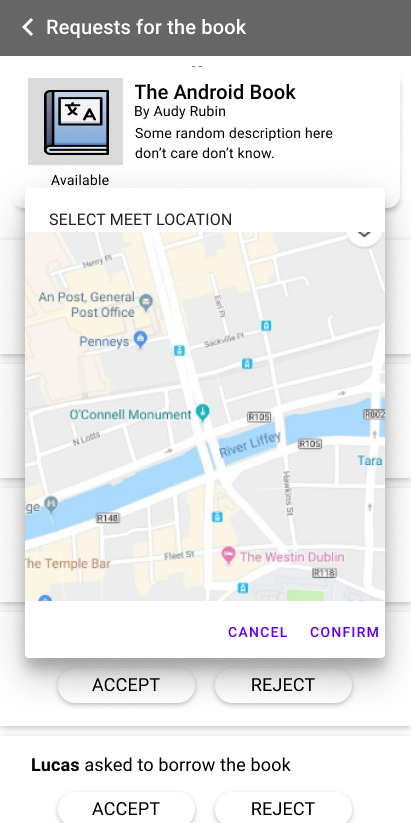 Requests for the book
The Android Book
By Audy Rubin
Some random description here
don't care don't know.
Available
SELECT MEET LOCATION
Henry Pl
An Post, General
Post Office
Earl Pl
Penneys
Sackville Pl
O'Connell Monument
R105
R802
N Lotts
River Liffey
R105
Tara
Hawkins St
ge
R148
Fleet St
The Westin Dublin
The Temple Bar
R118
CANCEL
CONFIRM
ACCEPT
REJECT
Lucas asked to borrow the book
ACCEPT
REJECT